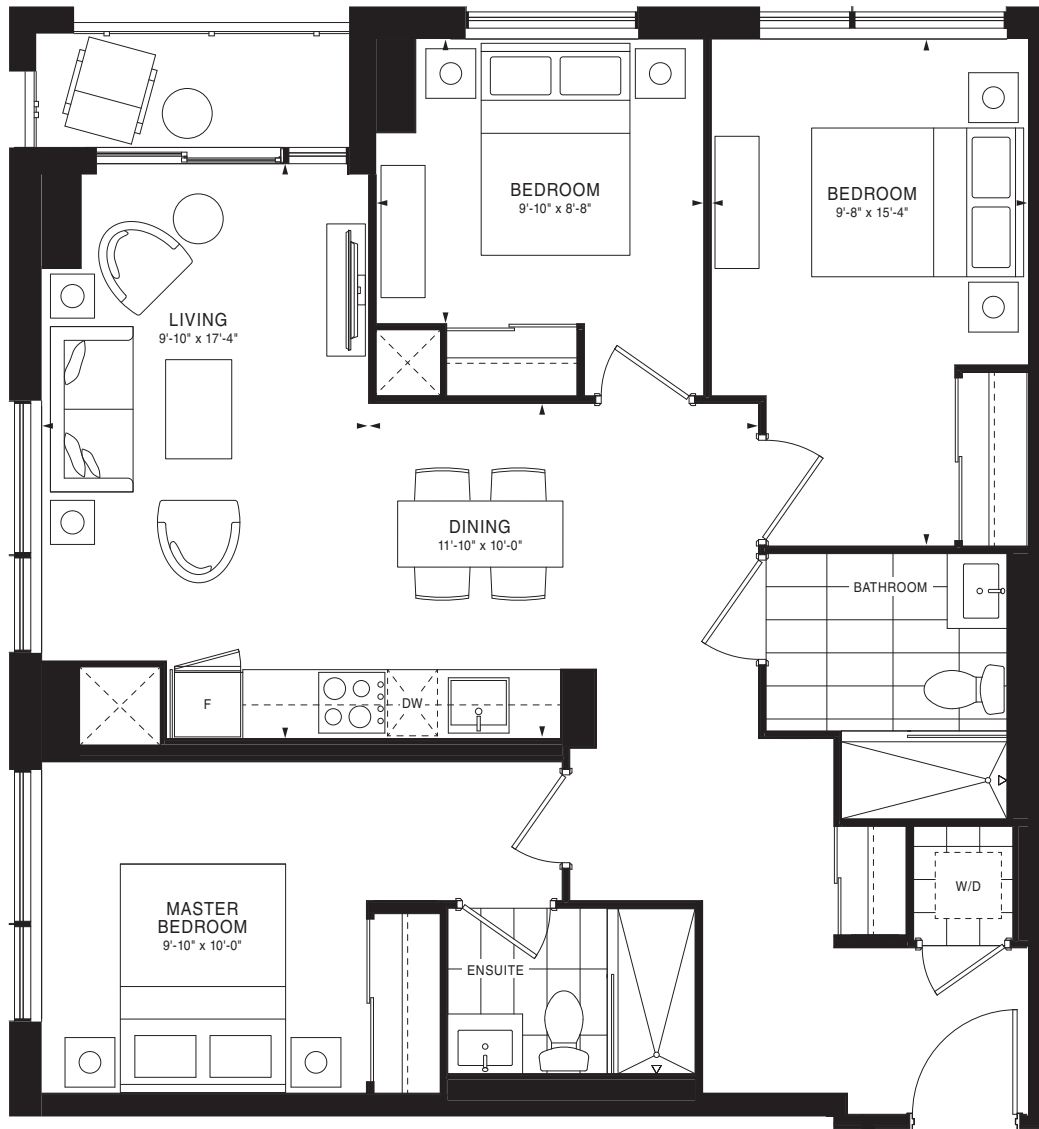 BEDROOM
9'-10" x 8'-8"
BEDROOM
9'-8" x 15'-4"
LIVING
9'-10" x 17'-4"
DINING
11'-10" x 10'-0"
BATHROOM
F
DW
W/D
MASTER
BEDROOM
9'-10" x 10'-0"
ENSUITE